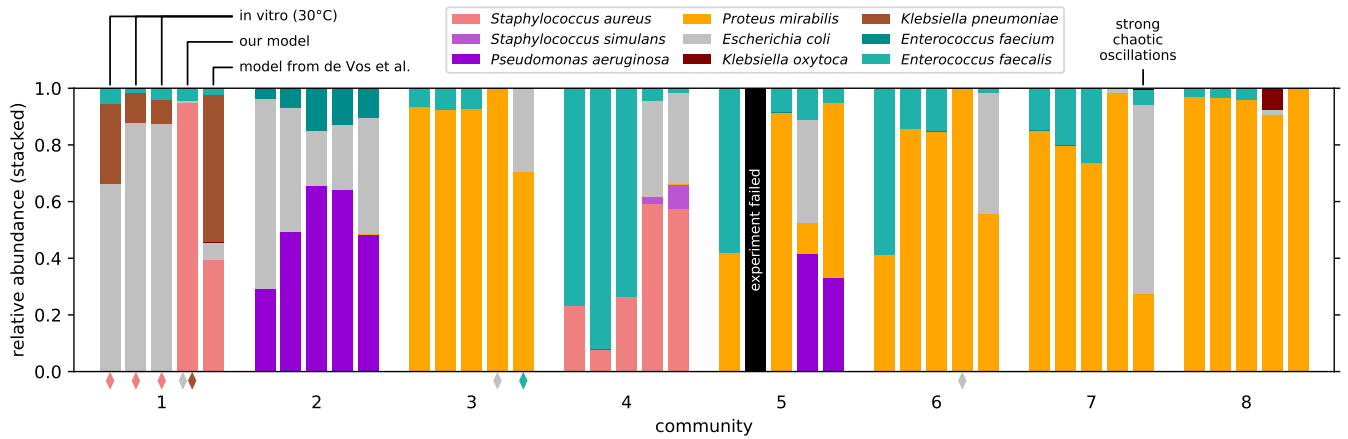 in vitro (30°C)
our model
model from de Vos et al.
Staphylococcus aureus
Staphylococcus simulans
Pseudomonas aeruginosa
Proteus mirabilis
Escherichia coli
Klebsiella oxytoca
Klebsiella pneumoniae
Enterococcus faecium
Enterococcus faecalis
strong
chaotic
oscillations
relative abundance (stacked)
1.0
0.8
0.6
0.4
0.2
0.0
experiment failed
1 2 3 4 5 6 7 8
community